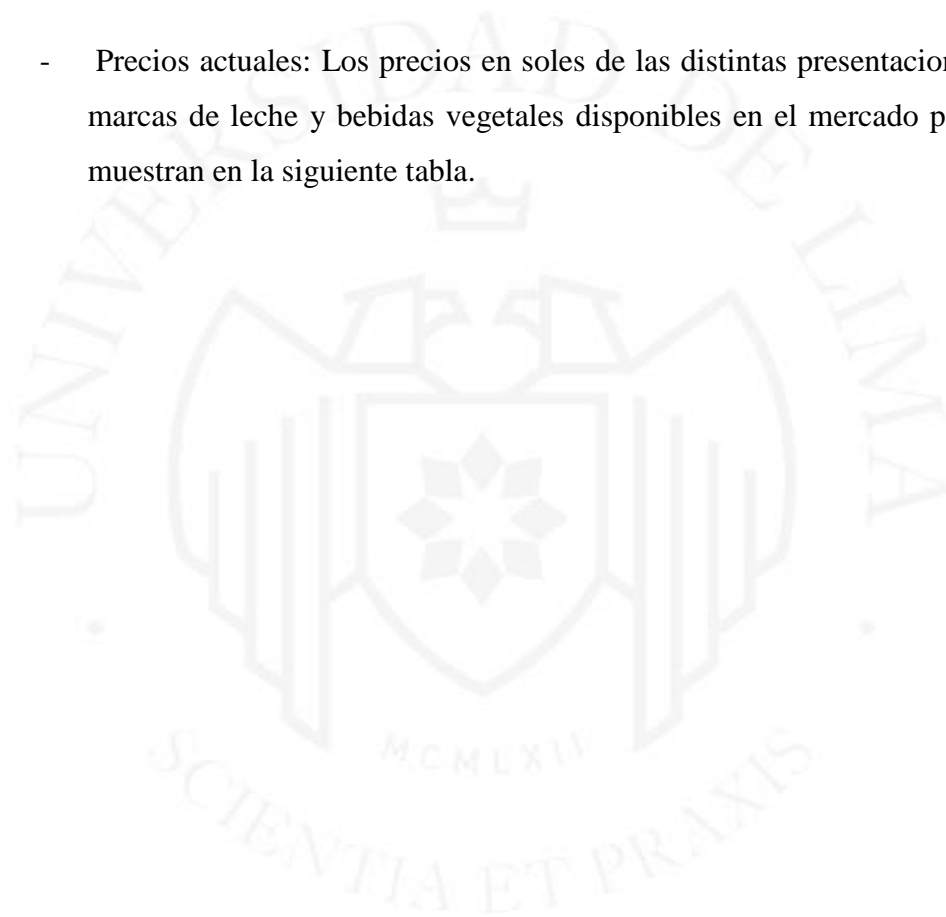 - Precios actuales: Los precios en soles de las distintas
marcas de leche y bebidas vegetales disponibles en el mercado
muestran en la siguiente tabla.
UNIVERSIDAD DE LIMA
MCMLXII
SCIENTIA ET PRAXIS